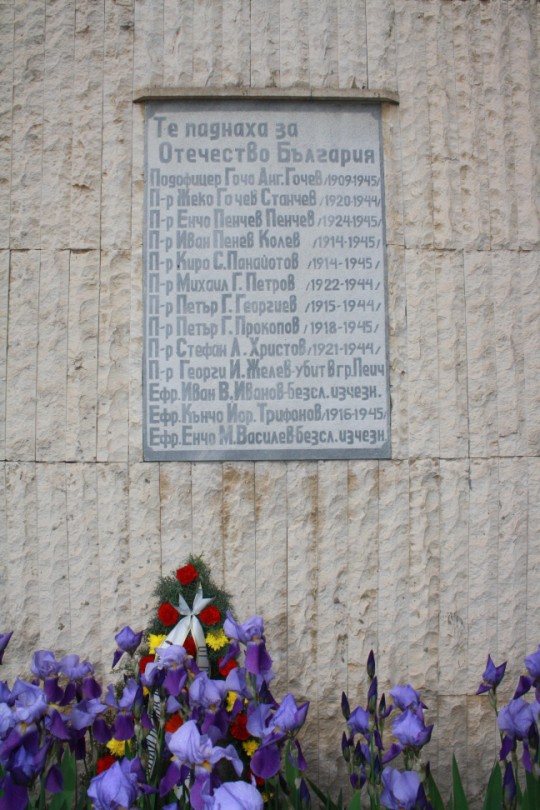 Те паднаха за
Отечество България
Подофицер Гочо Анг. Гочев /1909-1945/
П-р Жеко Гочев Станчев /1920-1944/
П-р Енчо Пенчев Пенчев /1924-1945/
П-р Иван Пенев Колев /1914-1945/
П-р Киро С. Панайотов /1914-1945/
П-р Михаил Г. Петров /1922-1944/
П-р Петър Г. Георгиев /1915-1944/
П-р Петър Г. Прокопов /1918-1945/
П-р Стефан Л. Христов /1921-1944/
П-р Георги И. Желев-убит в гр. Пеич
Ефр. Иван В. Иванов-безсл. изчезн.
Ефр. Кънчо Йор. Трифонов /1916-1945/
Ефр. Енчо М. Василев-безсл. изчезн